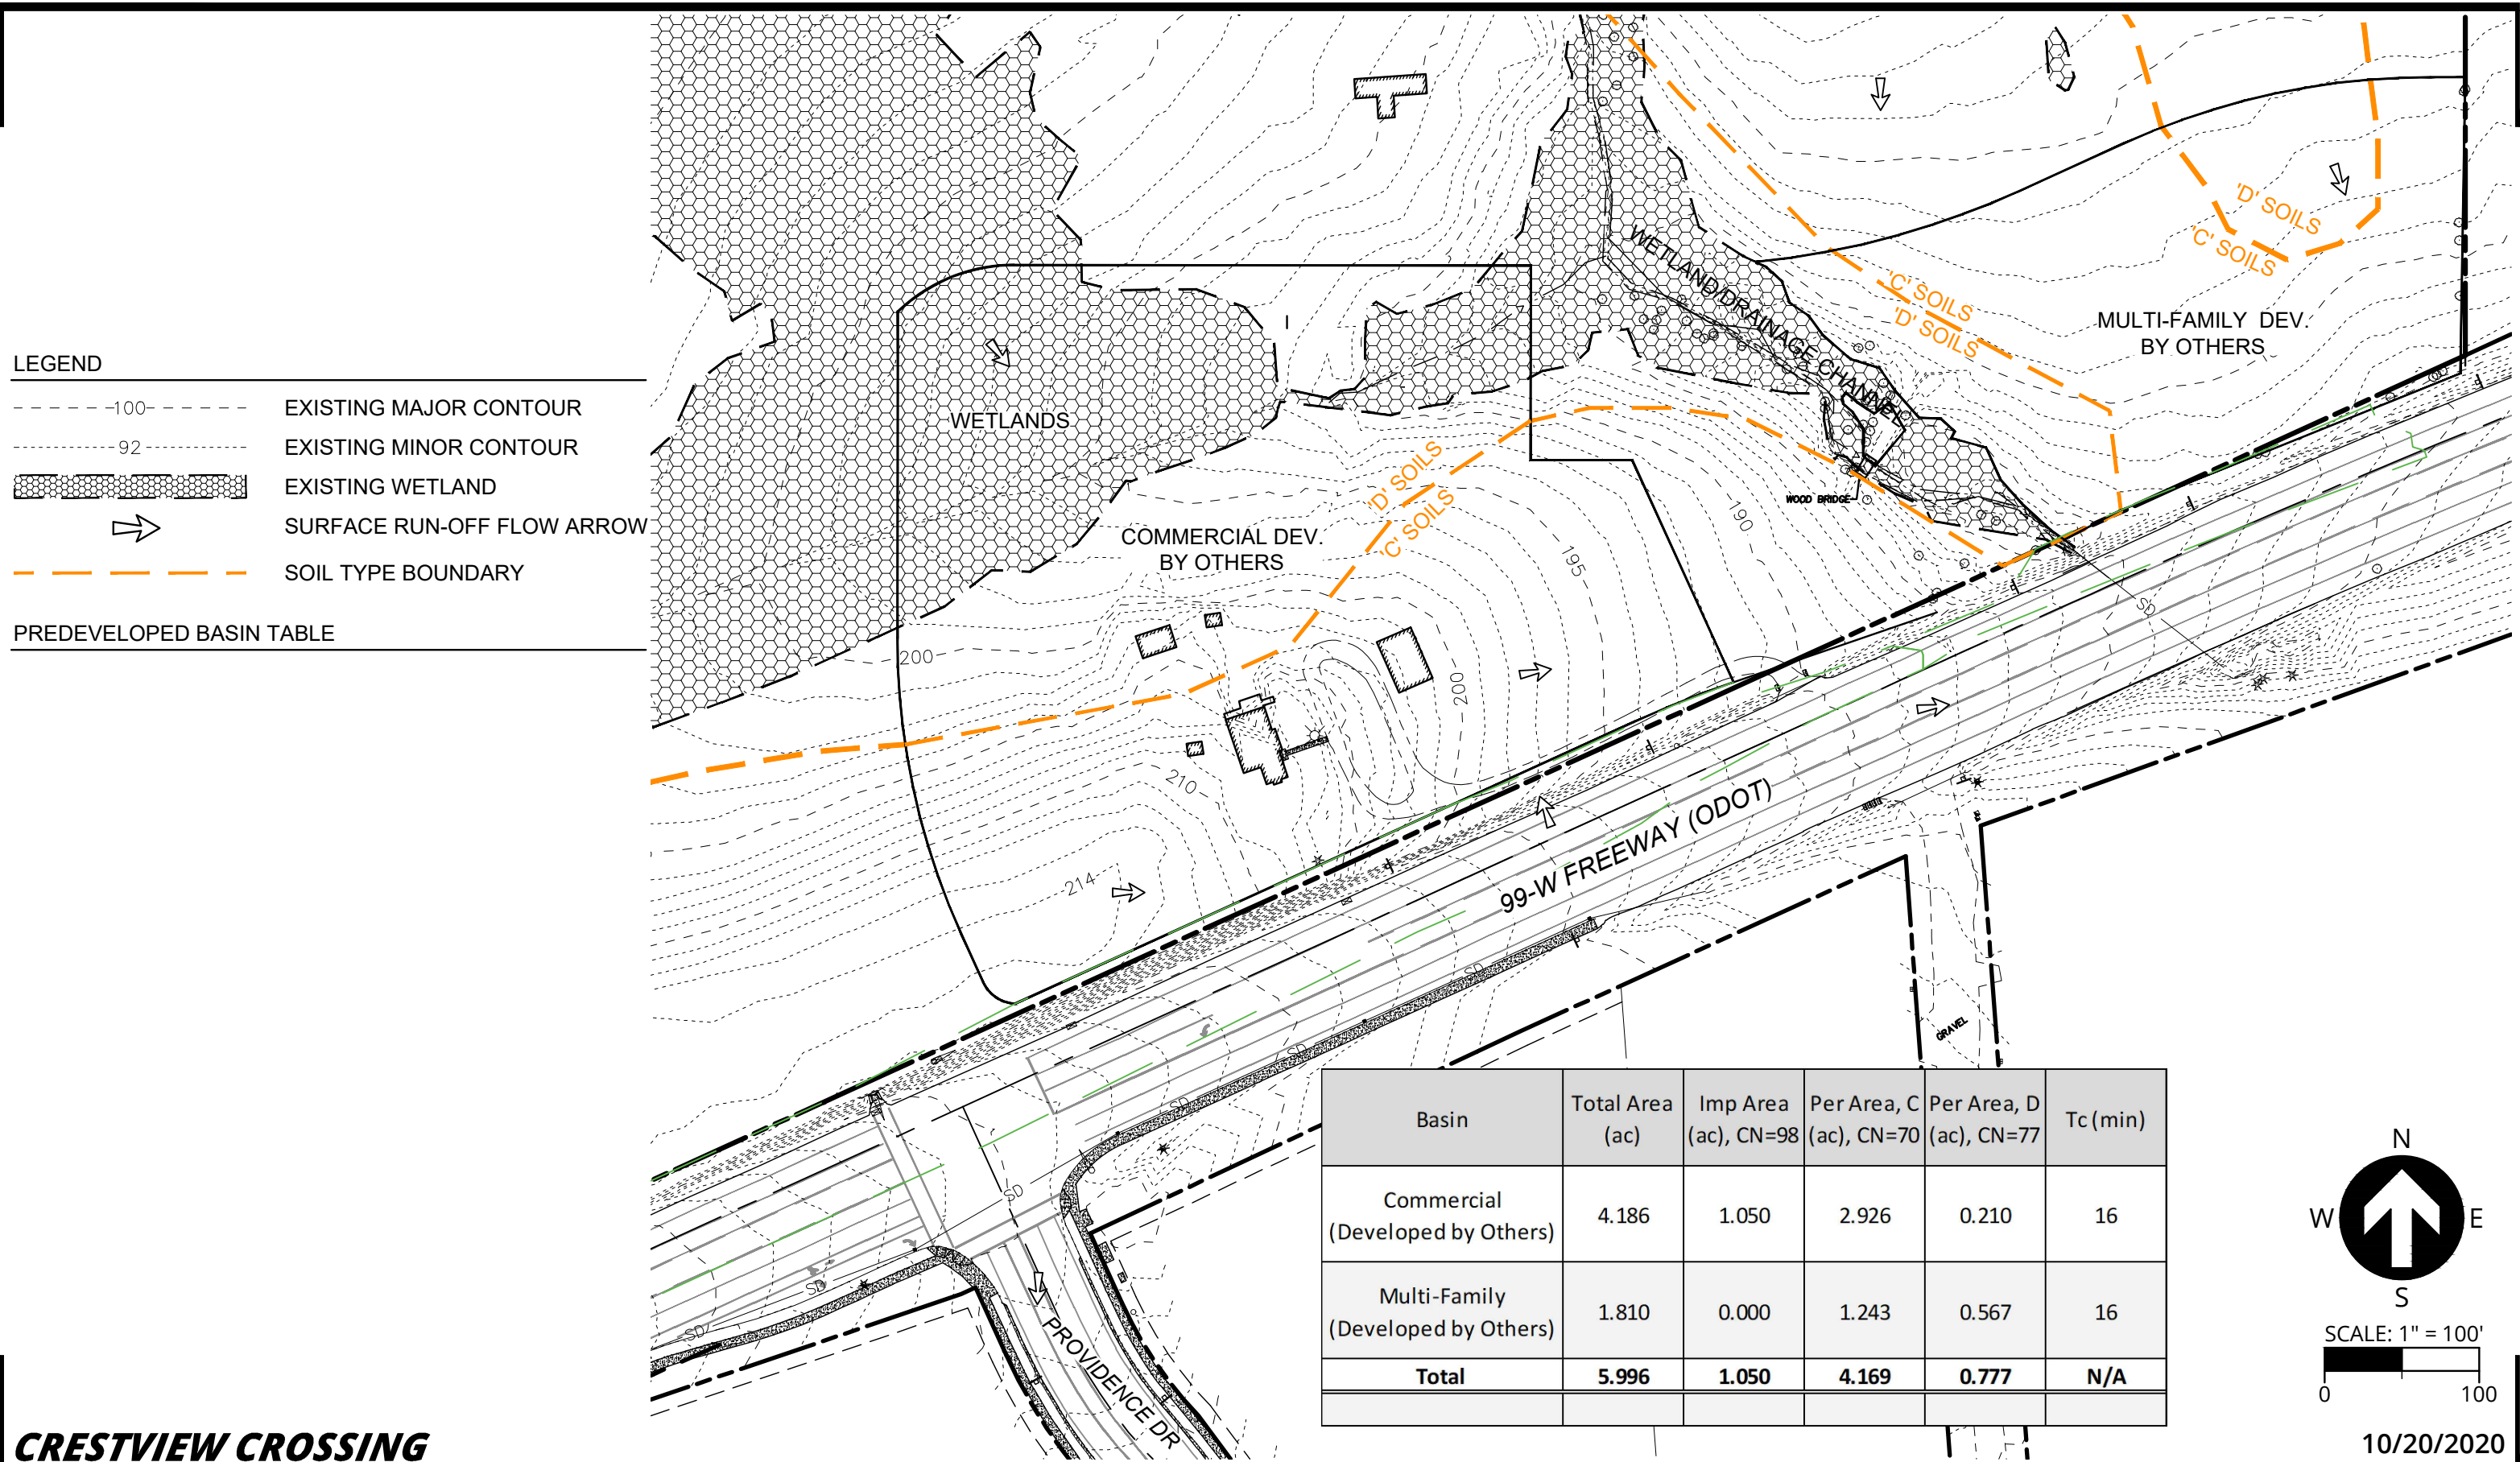 LEGEND
100
EXISTING MAJOR CONTOUR
92
EXISTING MINOR CONTOUR
EXISTING WETLAND
SURFACE RUN-OFF FLOW ARROW
SOIL TYPE BOUNDARY
PREDEVELOPED BASIN TABLE
WETLAND/DRAINAGE CHANNEL
'D' SOILS
'C' SOILS
'C' SOILS
'D' SOILS
MULTI-FAMILY DEV.
BY OTHERS
WETLANDS
'D' SOILS
'C' SOILS
WOOD BRIDGE
190
COMMERCIAL DEV.
BY OTHERS
195
200
200
210
214
SD
99-W FREEWAY (ODOT)
SD
SD
SD
SD
SD
SD
GRAVEL
PROVIDENCE DR
Basin Total Area (ac) Imp Area (ac), CN=98 Per Area, C (ac), CN=70 Per Area, D (ac), CN=77 Tc (min)
Commercial (Developed by Others) 4.186 1.050 2.926 0.210 16
Multi-Family (Developed by Others) 1.810 0.000 1.243 0.567 16
Total 5.996 1.050 4.169 0.777 N/A
N
W E
S
SCALE: 1" = 100'
0 100
CRESTVIEW CROSSING
10/20/2020